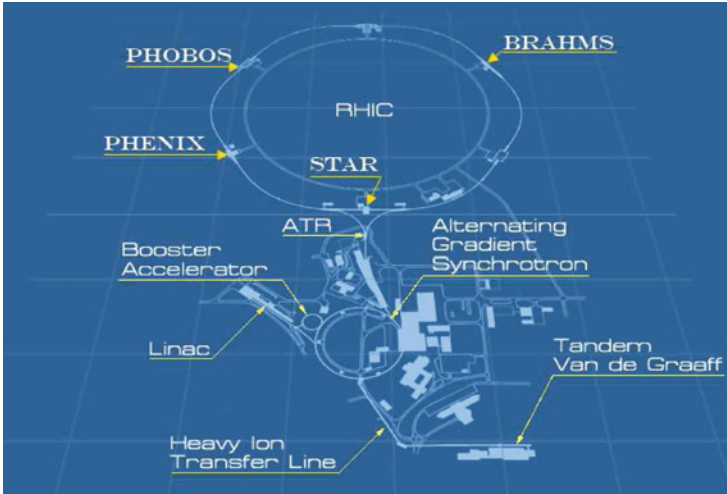 PHOBOS
BRAHMS
RHIC
PHENIX
STAR
ATR
Alternating
Gradient
Synchrotron
Booster
Accelerator
Linac
Tandem
Van de Graaff
Heavy Ion
Transfer Line